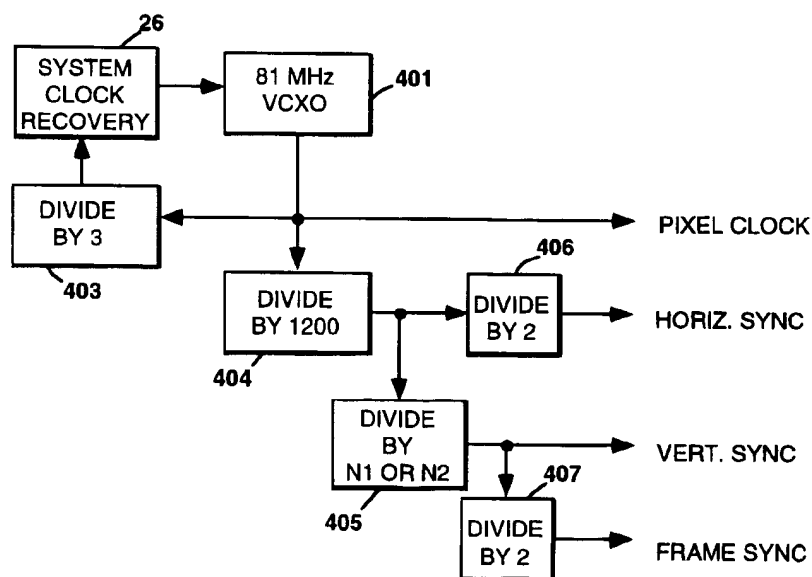 26
SYSTEM
CLOCK
RECOVERY
81 MHz
VCXO
401
DIVIDE
BY 3
403
PIXEL CLOCK
DIVIDE
BY 1200
404
406
DIVIDE
BY 2
HORIZ. SYNC
DIVIDE
BY
N1 OR N2
405
VERT. SYNC
407
DIVIDE
BY 2
FRAME SYNC